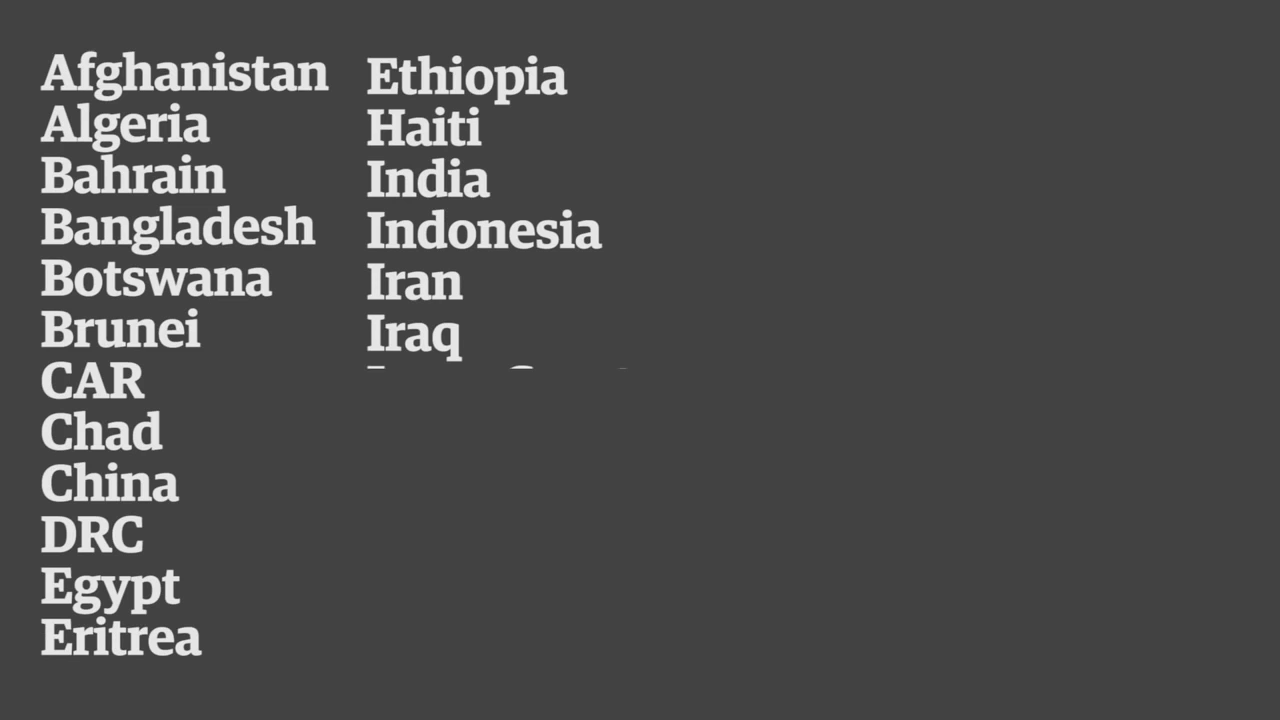 Afghanistan
Algeria
Bahrain
Bangladesh
Botswana
Brunei
CAR
Chad
China
DRC
Egypt
Eritrea
Ethiopia
Haiti
India
Indonesia
Iran
Iraq